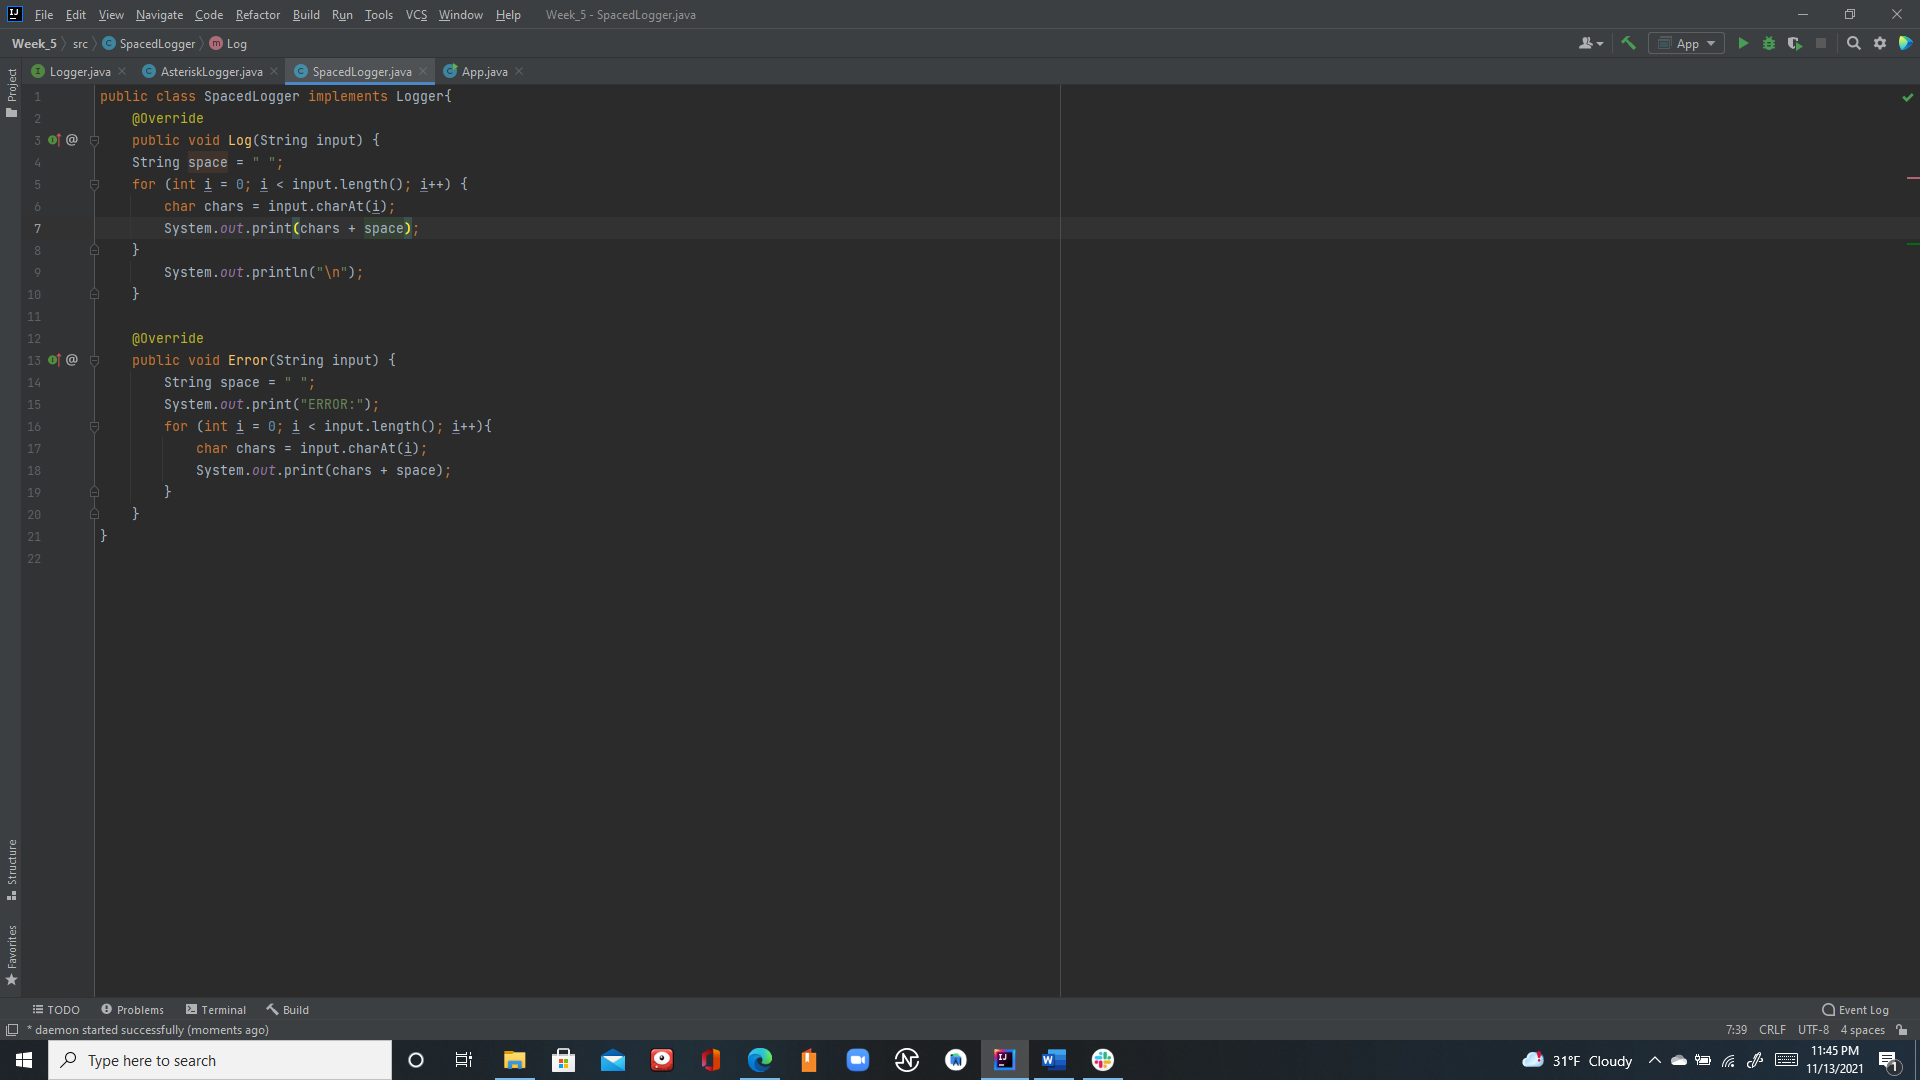 File Edit View Navigate Code Refactor Build Run Tools VCS Window Help Week_5 - SpacedLogger.java
Week_5 src SpacedLogger Log App
Logger.java AsteriskLogger.java SpacedLogger.java App.java
Project
1 public class SpacedLogger implements Logger{
2 @Override
3 public void Log(String input) {
4 String space = " ";
5 for (int i = 0; i < input.length(); i++) {
6 char chars = input.charAt(i);
7 System.out.print(chars + space);
8 }
9 System.out.println("\n");
10 }
11
12 @Override
13 public void Error(String input) {
14 String space = " ";
15 System.out.print("ERROR:");
16 for (int i = 0; i < input.length(); i++){
17 char chars = input.charAt(i);
18 System.out.print(chars + space);
19 }
20 }
21 }
22
Structure
Favorites
TODO Problems Terminal Build Event Log
* daemon started successfully (moments ago) 7:39 CRLF UTF-8 4 spaces
Type here to search 31°F Cloudy 11:45 PM
11/13/2021 1